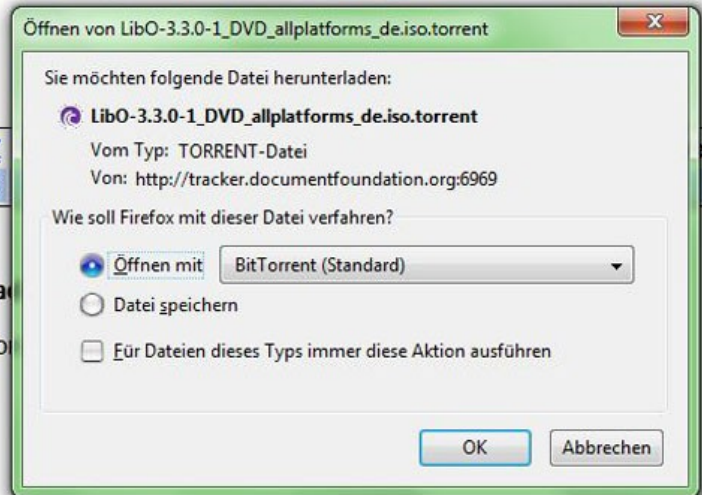 Öffnen von LibO-3.3.0-1_DVD_allplatforms_de.iso.torrent
Sie möchten folgende Datei herunterladen:
LibO-3.3.0-1_DVD_allplatforms_de.iso.torrent
Vom Typ: TORRENT-Datei
Von: http://tracker.documentfoundation.org:6969
Wie soll Firefox mit dieser Datei verfahren?
Öffnen mit BitTorrent (Standard)
Datei speichern
Für Dateien dieses Typs immer diese Aktion ausführen
OK Abbrechen